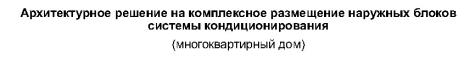 Архитектурное решение на комплексное размещение наружных блоков
системы кондиционирования
(многоквартирный дом)